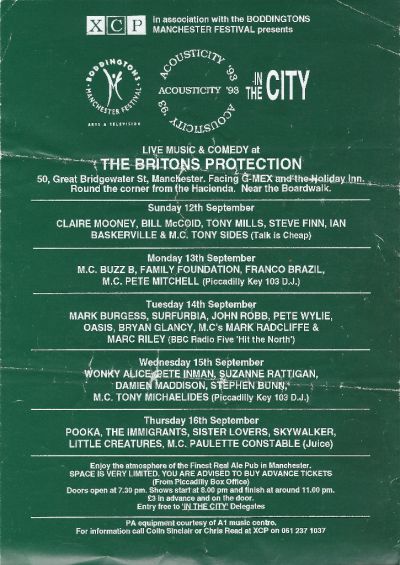 XCP in association with the BODDINGTONS
MANCHESTER FESTIVAL presents
BODDINGTONS
MANCHESTER FESTIVAL
ARTS & TELEVISION
ACOUSTICITY '93
ACOUSTICITY '93
ACOUSTICITY '93
IN THE CITY
LIVE MUSIC & COMEDY at
THE BRITONS PROTECTION
50, Great Bridgewater St, Manchester. Facing G-MEX and the Holiday Inn.
Round the corner from the Hacienda. Near the Boardwalk.
Sunday 12th September
CLAIRE MOONEY, BILL McCOID, TONY MILLS, STEVE FINN, IAN
BASKERVILLE & M.C. TONY SIDES (Talk is Cheap)
Monday 13th September
M.C. BUZZ B, FAMILY FOUNDATION, FRANCO BRAZIL,
M.C. PETE MITCHELL (Piccadilly Key 103 D.J.)
Tuesday 14th September
MARK BURGESS, SURFURBIA, JOHN ROBB, PETE WYLIE,
OASIS, BRYAN GLANCY, M.C's MARK RADCLIFFE &
MARC RILEY (BBC Radio Five 'Hit the North')
Wednesday 15th September
WONKY ALICE, PETE INMAN, SUZANNE RATTIGAN,
DAMIEN MADDISON, STEPHEN BUNN,
M.C. TONY MICHAELIDES (Piccadilly Key 103 D.J.)
Thursday 16th September
POOKA, THE IMMIGRANTS, SISTER LOVERS, SKYWALKER,
LITTLE CREATURES, M.C. PAULETTE CONSTABLE (Juice)
Enjoy the atmosphere of the Finest Real Ale Pub in Manchester.
SPACE IS VERY LIMITED, YOU ARE ADVISED TO BUY ADVANCE TICKETS
(From Piccadilly Box Office)
Doors open at 7.30 pm. Shows start at 8.00 pm and finish at around 11.00 pm.
£3 in advance and on the door.
Entry free to 'IN THE CITY' Delegates
PA equipment courtesy of A1 music centro.
For information call Colin Sinclair or Chris Read at XCP on 061 237 1037